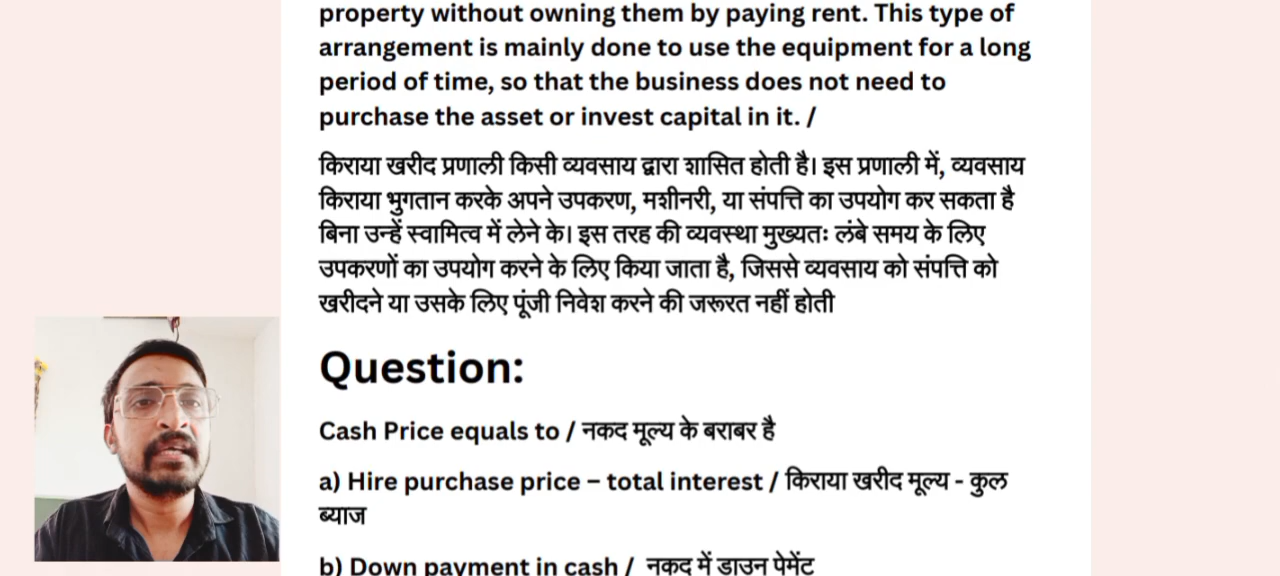 property without owning them by paying rent. This type of
arrangement is mainly done to use the equipment for a long
period of time, so that the business does not need to
purchase the asset or invest capital in it. /
किराया खरीद प्रणाली किसी व्यवसाय द्वारा शासित होती है। इस प्रणाली में, व्यवसाय
किराया भुगतान करके अपने उपकरण, मशीनरी, या संपत्ति का उपयोग कर सकता है
बिना उन्हें स्वामित्व में लेने के। इस तरह की व्यवस्था मुख्यतः लंबे समय के लिए
उपकरणों का उपयोग करने के लिए किया जाता है, जिससे व्यवसाय को संपत्ति को
खरीदने या उसके लिए पूंजी निवेश करने की जरूरत नहीं होती
Question:
Cash Price equals to / नकद मूल्य के बराबर है
a) Hire purchase price – total interest / किराया खरीद मूल्य - कुल
ब्याज
b) Down payment in cash / नकद में डाउन पेमेंट